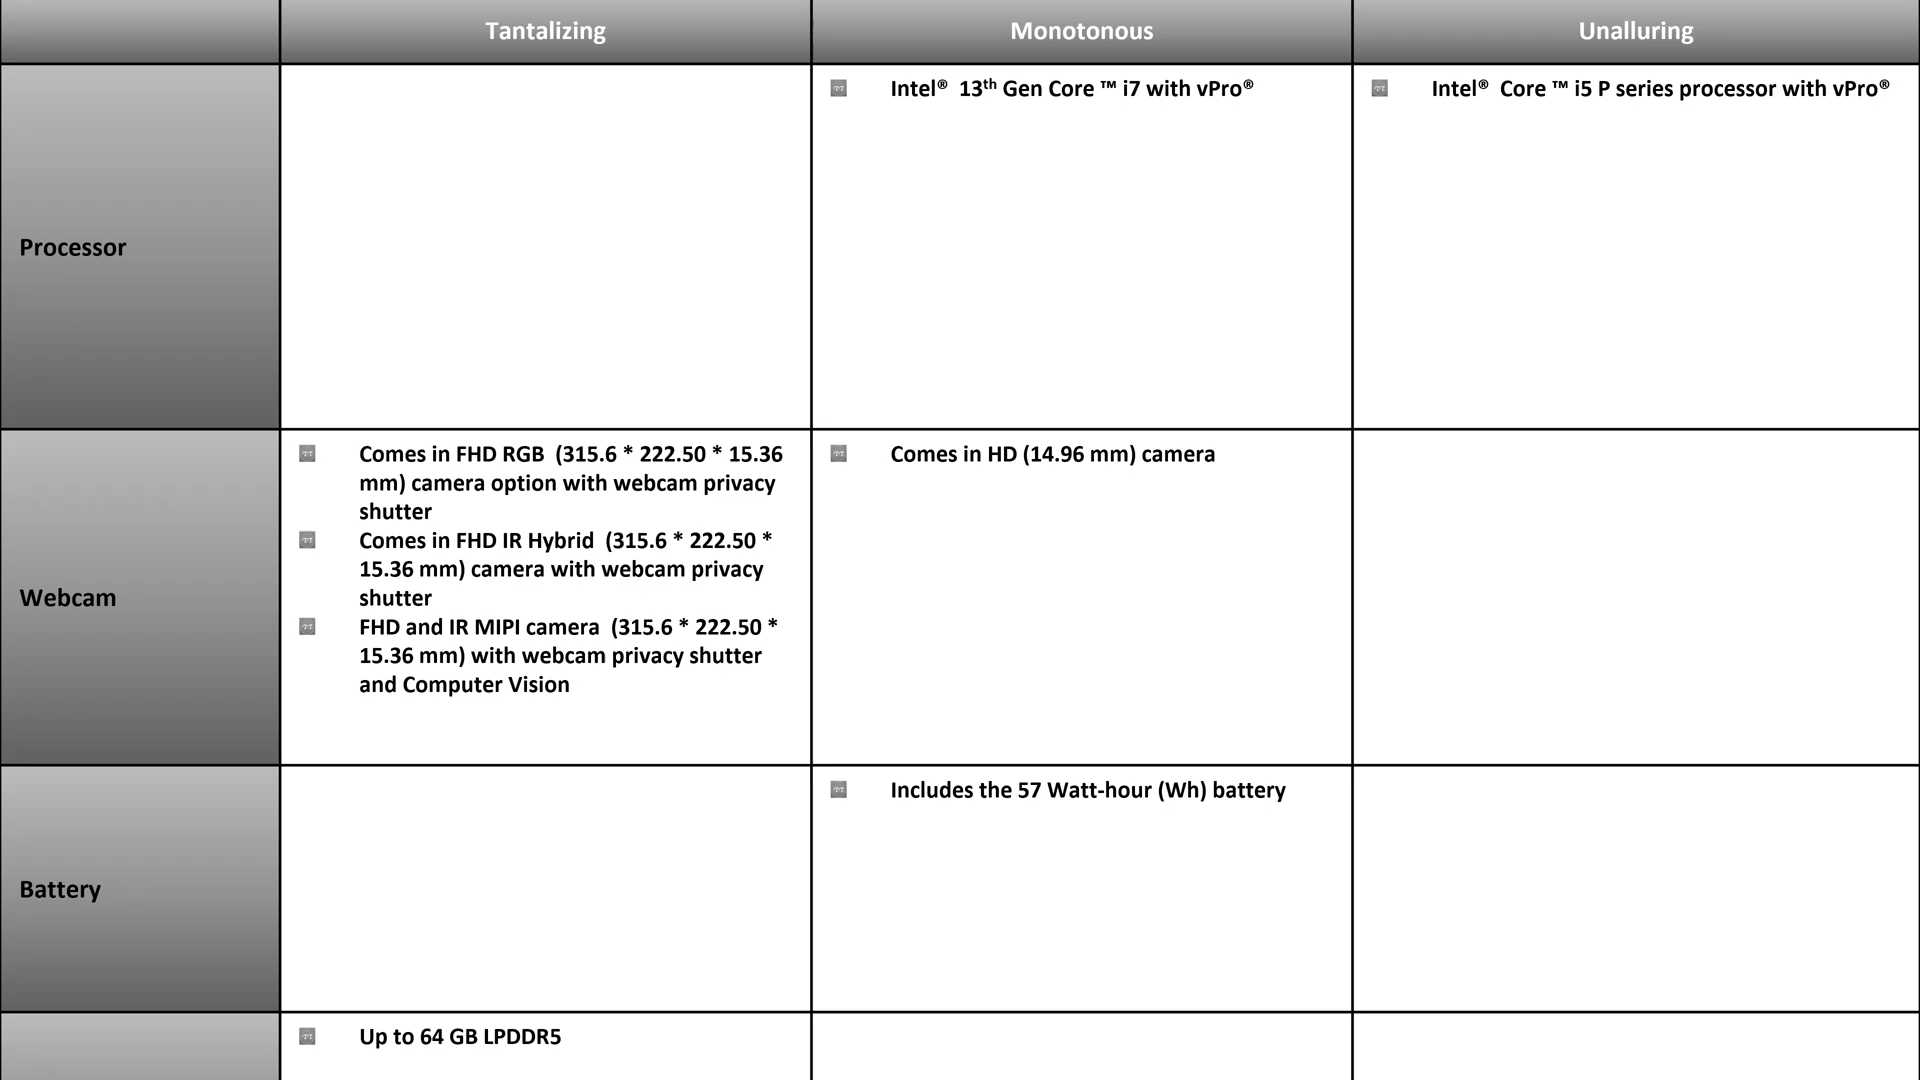 Tantalizing Monotonous Unalluring
Processor
Intel® 13th Gen Core ™ i7 with vPro®
Intel® Core ™ i5 P series processor with vPro®
Webcam
Comes in FHD RGB (315.6 * 222.50 * 15.36
mm) camera option with webcam privacy
shutter
Comes in FHD IR Hybrid (315.6 * 222.50 *
15.36 mm) camera with webcam privacy
shutter
FHD and IR MIPI camera (315.6 * 222.50 *
15.36 mm) with webcam privacy shutter
and Computer Vision
Comes in HD (14.96 mm) camera
Battery
Includes the 57 Watt-hour (Wh) battery
Up to 64 GB LPDDR5